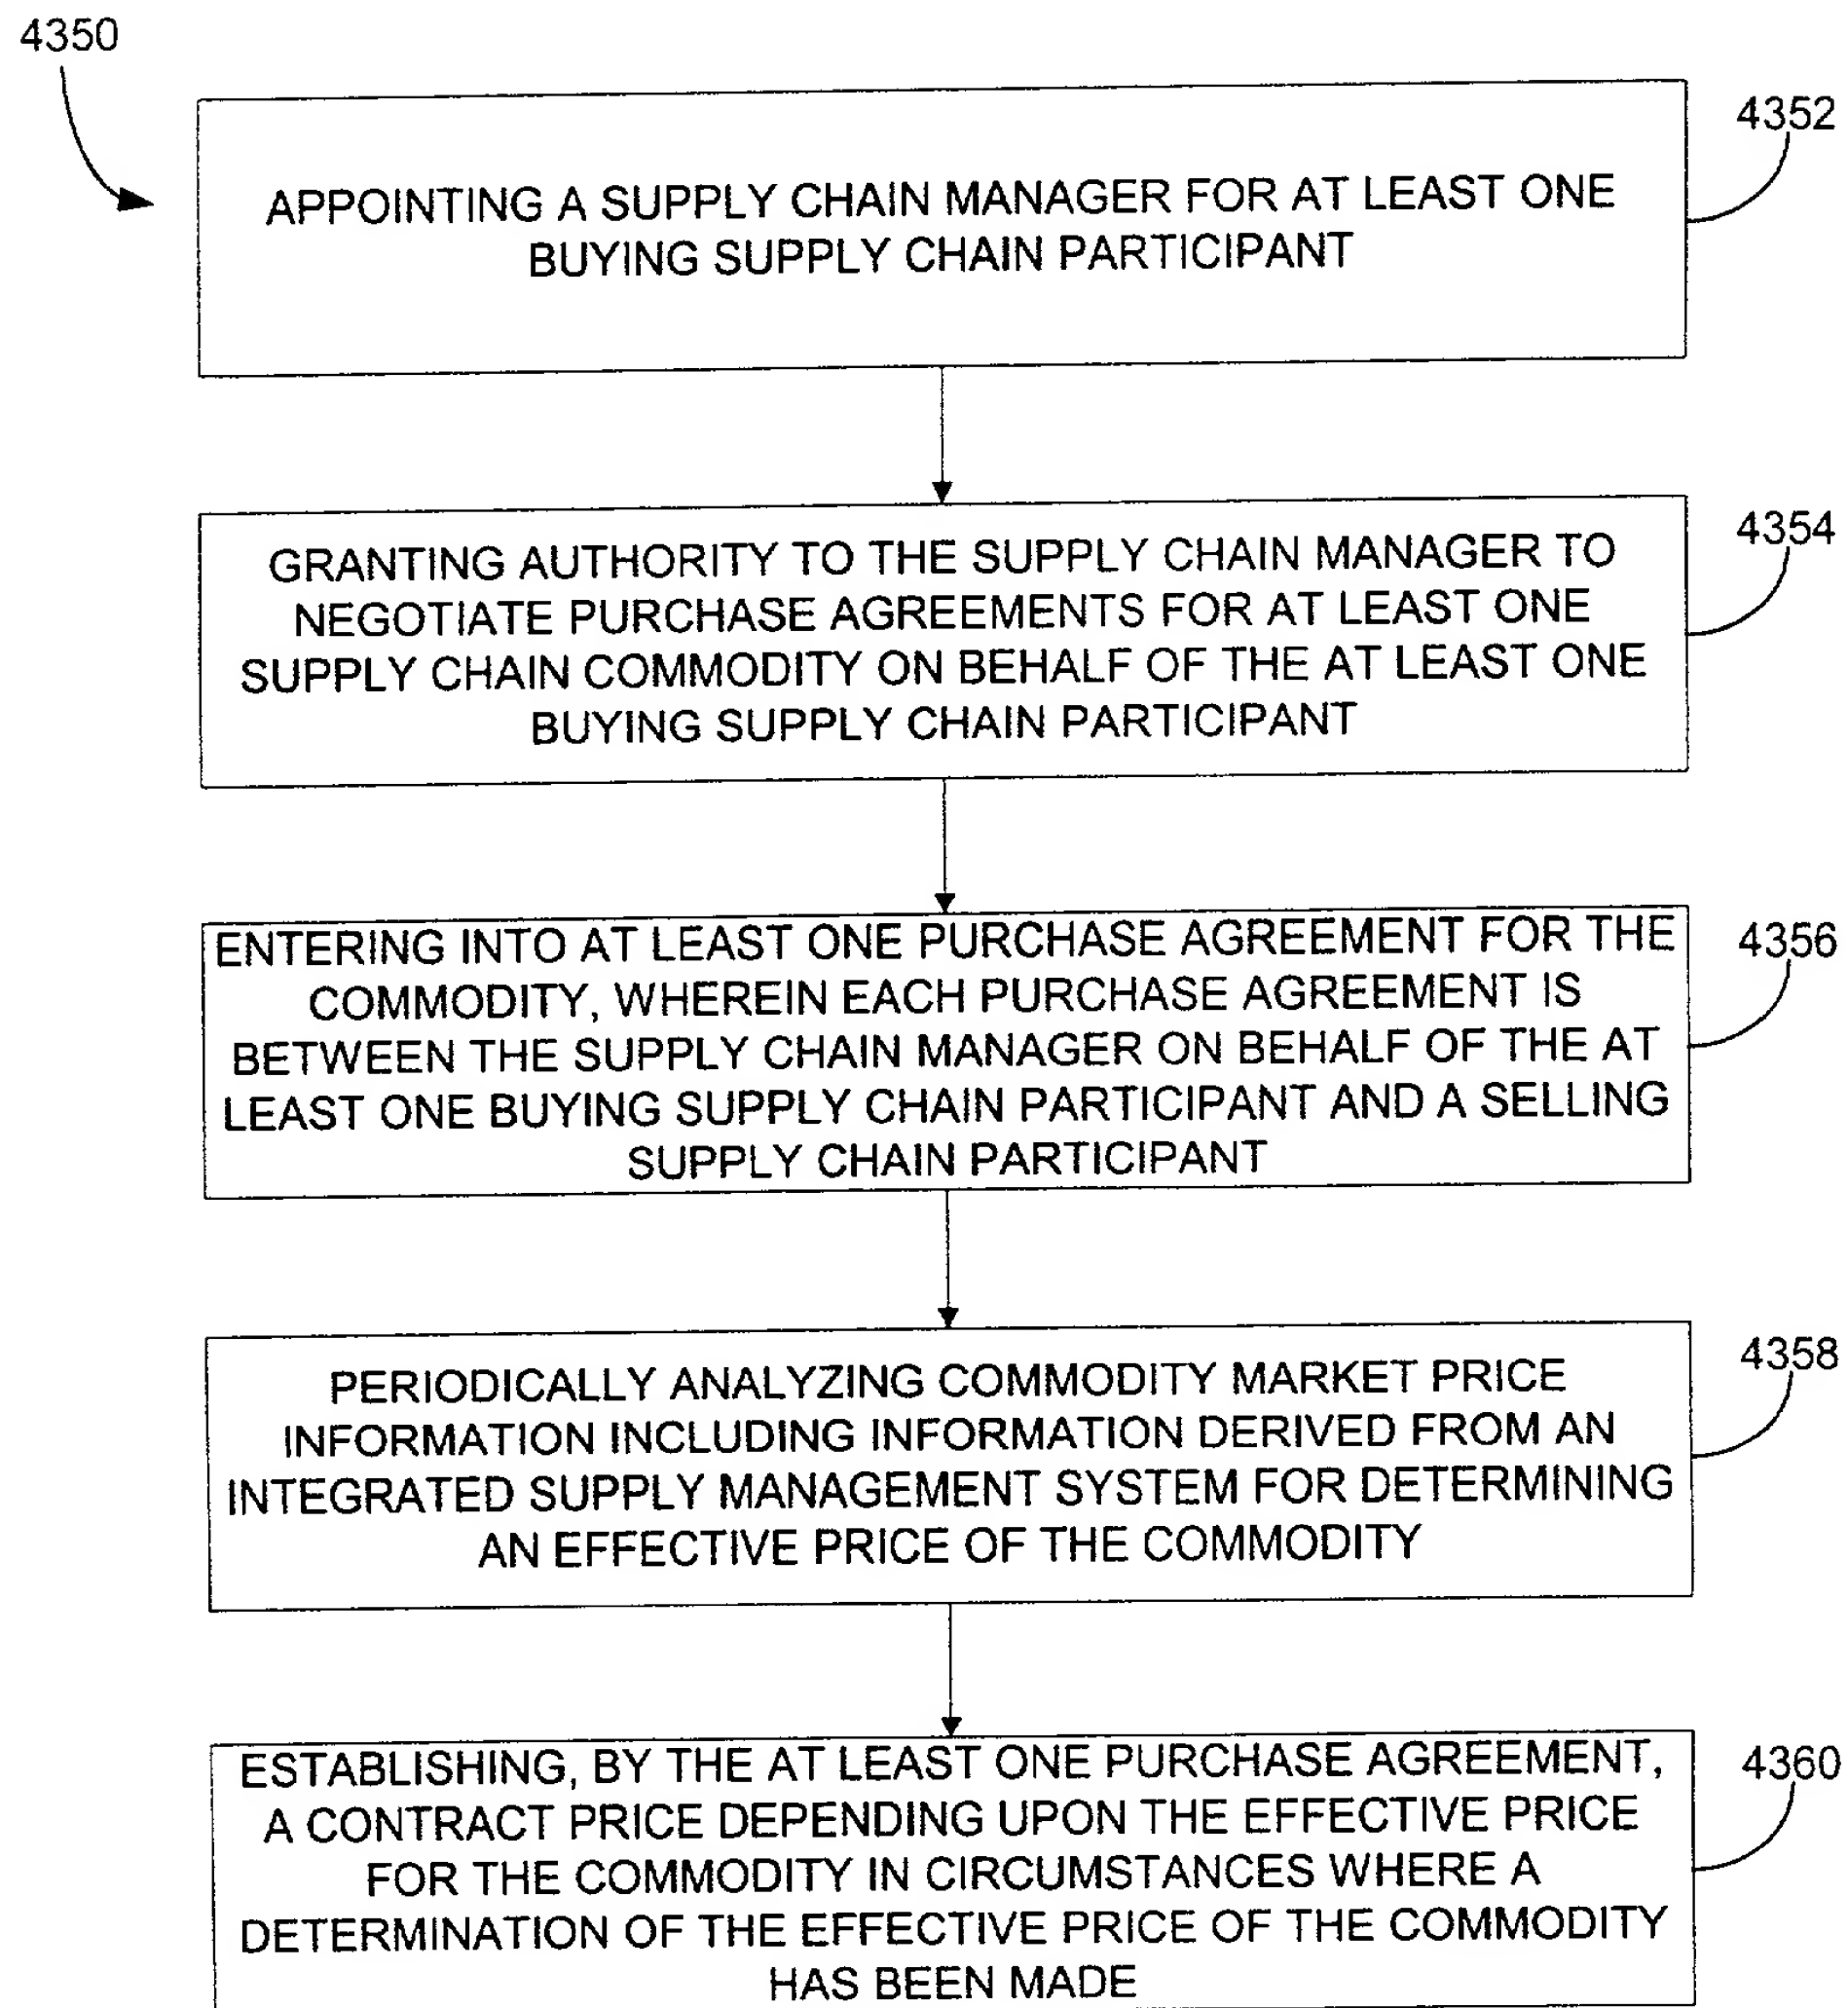 4350
4352
APPOINTING A SUPPLY CHAIN MANAGER FOR AT LEAST ONE
BUYING SUPPLY CHAIN PARTICIPANT
4354
GRANTING AUTHORITY TO THE SUPPLY CHAIN MANAGER TO
NEGOTIATE PURCHASE AGREEMENTS FOR AT LEAST ONE
SUPPLY CHAIN COMMODITY ON BEHALF OF THE AT LEAST ONE
BUYING SUPPLY CHAIN PARTICIPANT
4356
ENTERING INTO AT LEAST ONE PURCHASE AGREEMENT FOR THE
COMMODITY, WHEREIN EACH PURCHASE AGREEMENT IS
BETWEEN THE SUPPLY CHAIN MANAGER ON BEHALF OF THE AT
LEAST ONE BUYING SUPPLY CHAIN PARTICIPANT AND A SELLING
SUPPLY CHAIN PARTICIPANT
4358
PERIODICALLY ANALYZING COMMODITY MARKET PRICE
INFORMATION INCLUDING INFORMATION DERIVED FROM AN
INTEGRATED SUPPLY MANAGEMENT SYSTEM FOR DETERMINING
AN EFFECTIVE PRICE OF THE COMMODITY
4360
ESTABLISHING, BY THE AT LEAST ONE PURCHASE AGREEMENT,
A CONTRACT PRICE DEPENDING UPON THE EFFECTIVE PRICE
FOR THE COMMODITY IN CIRCUMSTANCES WHERE A
DETERMINATION OF THE EFFECTIVE PRICE OF THE COMMODITY
HAS BEEN MADE